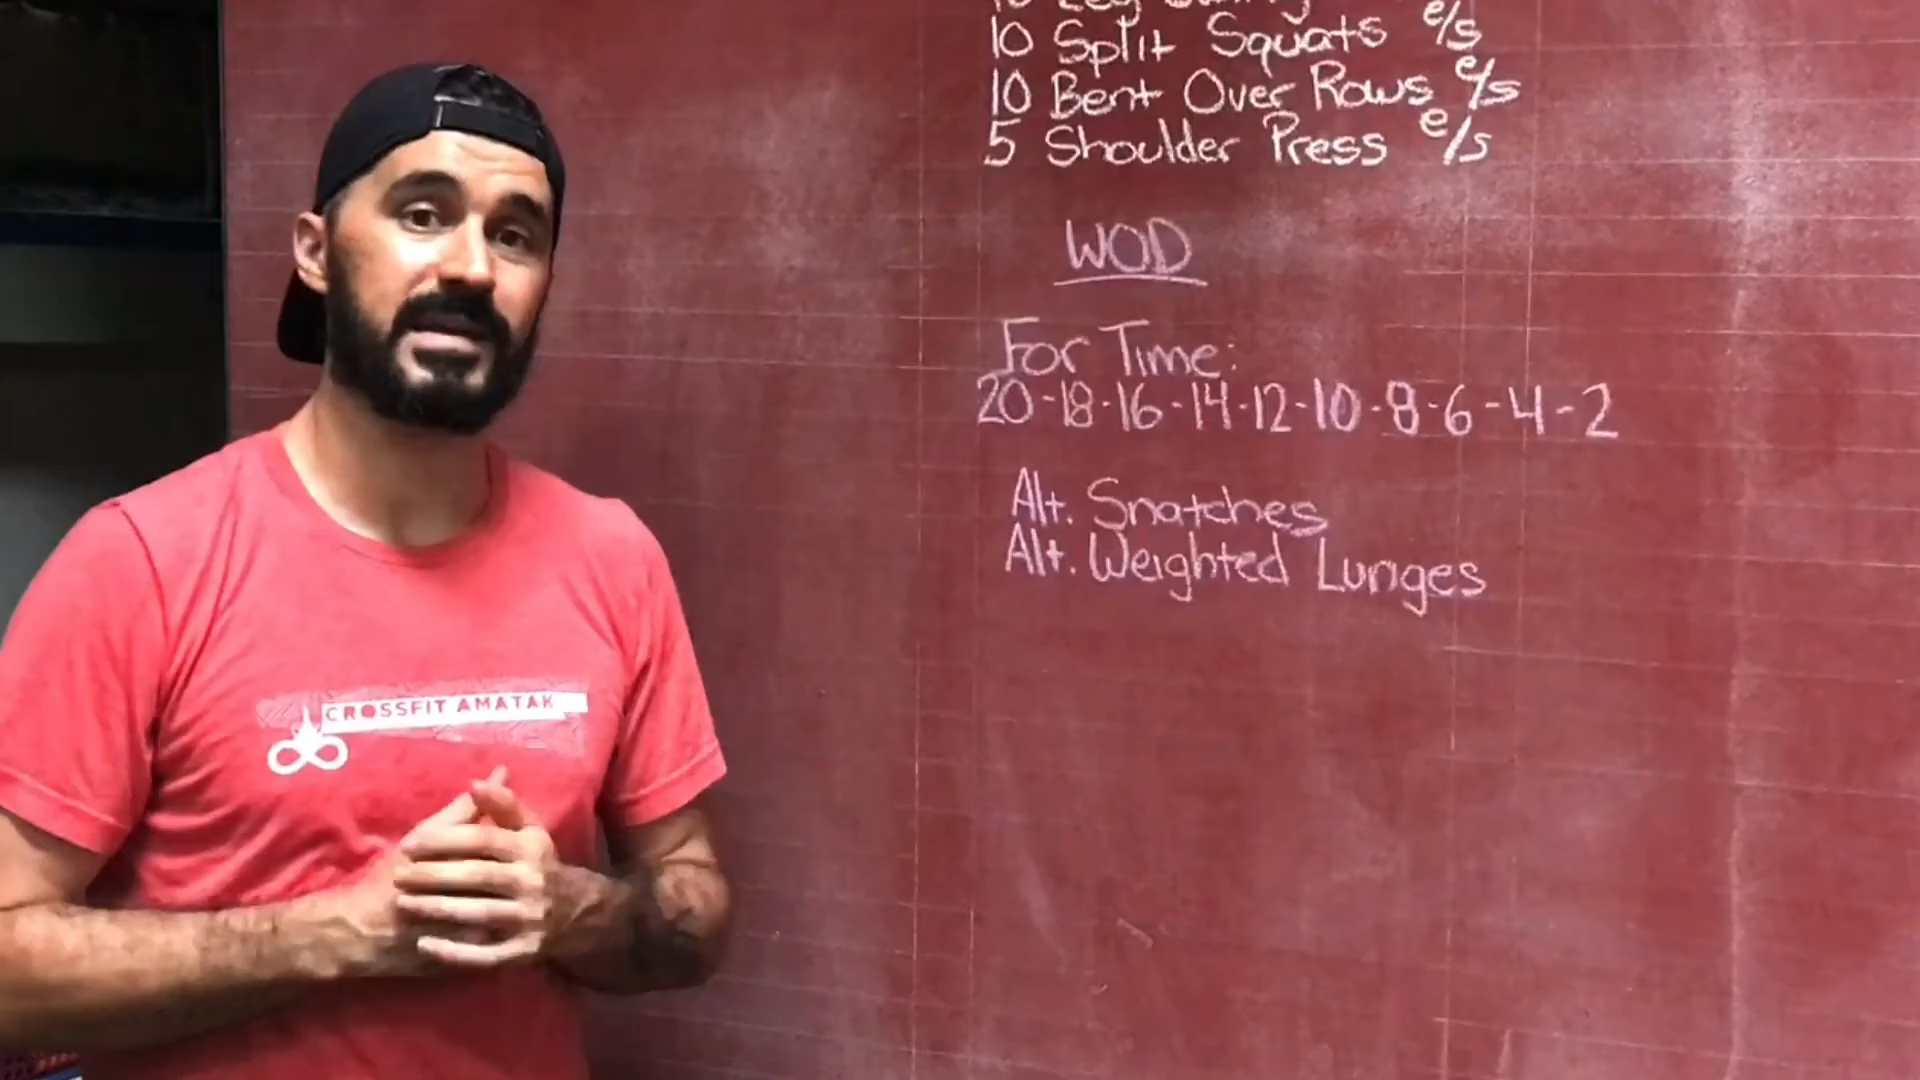 10 Split Squats e/s
10 Bent Over Rows e/s
5 Shoulder Press e/s
WOD
For Time:
20-18-16-14-12-10-8-6-4-2
Alt. Snatches
Alt. Weighted Lunges
CROSSFIT AMATAK